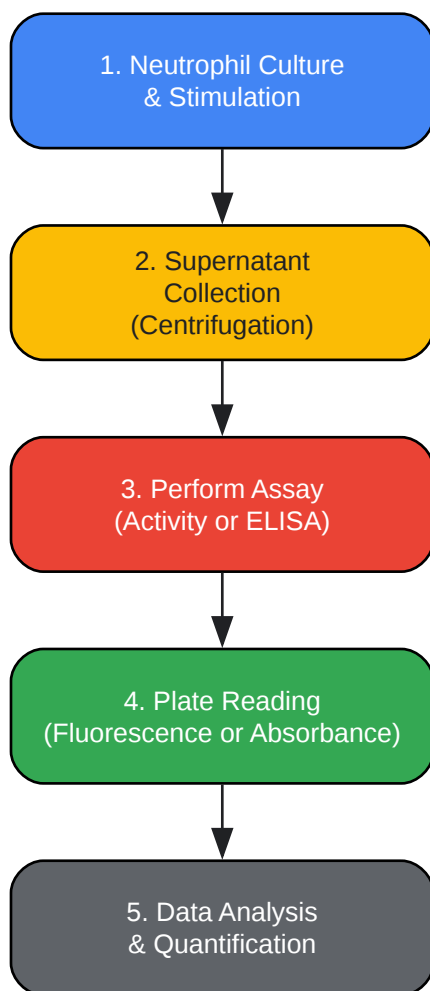 1. Neutrophil Culture
& Stimulation
2. Supernatant
Collection
(Centrifugation)
3. Perform Assay
(Activity or ELISA)
4. Plate Reading
(Fluorescence or Absorbance)
5. Data Analysis
& Quantification